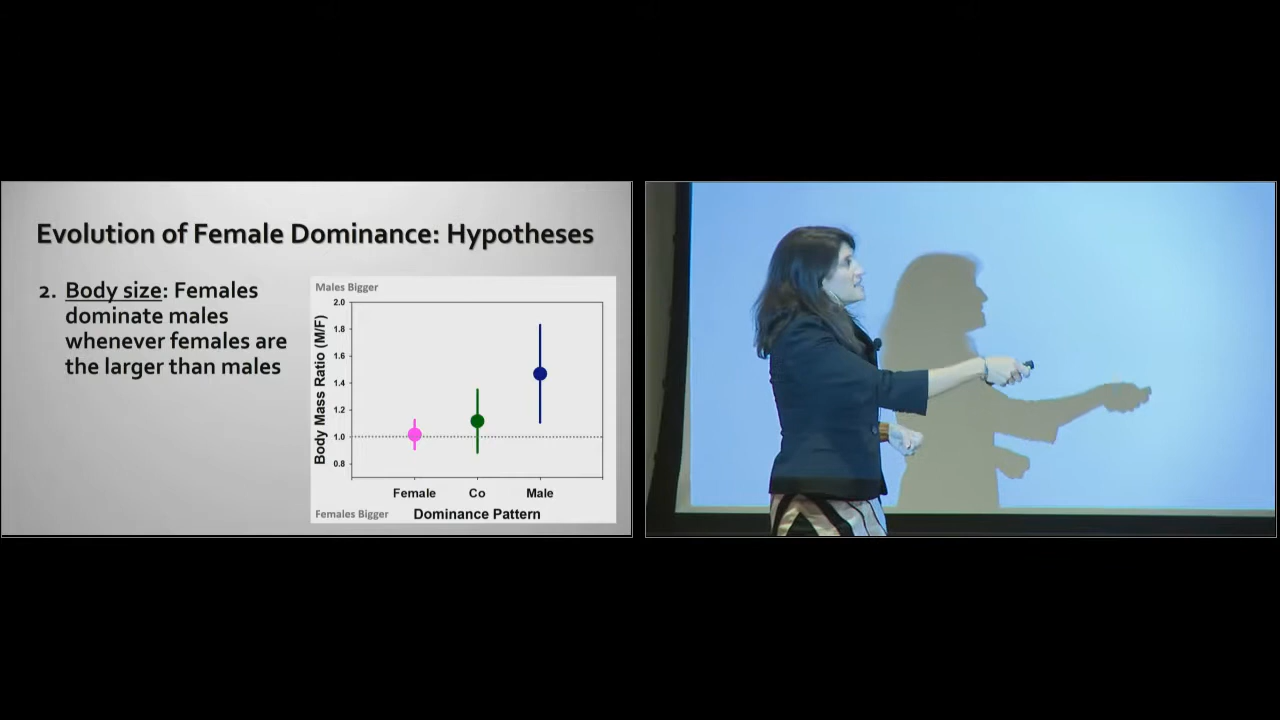 Evolution of Female Dominance: Hypotheses
2. Body size: Females
dominate males
whenever females are
the larger than males
Males Bigger
2.0
1.8
1.6
1.4
1.2
1.0
0.8
Body Mass Ratio (M/F)
Female Co Male
Females Bigger Dominance Pattern